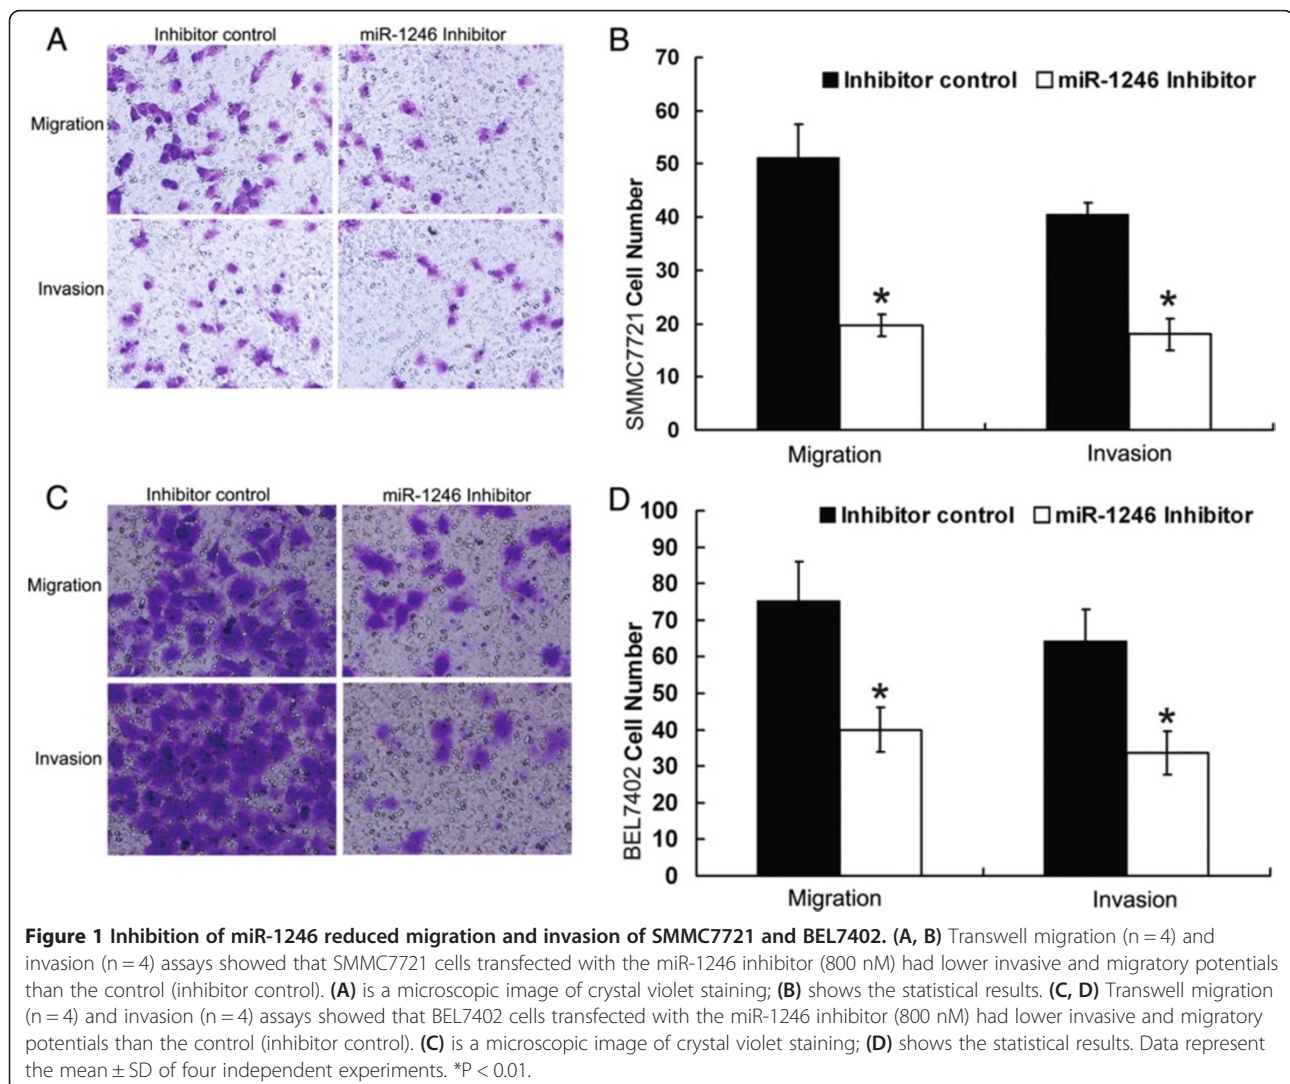 A
Inhibitor control miR-1246 Inhibitor
Migration
Invasion
B
70
60
50
40
30
20
10
0
SMMC7721 Cell Number
Inhibitor control miR-1246 Inhibitor
*
*
Migration Invasion
C
Inhibitor control miR-1246 Inhibitor
Migration
Invasion
D
100
90
80
70
60
50
40
30
20
10
0
BEL7402 Cell Number
Inhibitor control miR-1246 Inhibitor
*
*
Migration Invasion
Figure 1 Inhibition of miR-1246 reduced migration and invasion of SMMC7721 and BEL7402. (A, B) Transwell migration (n = 4) and
invasion (n = 4) assays showed that SMMC7721 cells transfected with the miR-1246 inhibitor (800 nM) had lower invasive and migratory potentials
than the control (inhibitor control). (A) is a microscopic image of crystal violet staining; (B) shows the statistical results. (C, D) Transwell migration
(n = 4) and invasion (n = 4) assays showed that BEL7402 cells transfected with the miR-1246 inhibitor (800 nM) had lower invasive and migratory
potentials than the control (inhibitor control). (C) is a microscopic image of crystal violet staining; (D) shows the statistical results. Data represent
the mean ± SD of four independent experiments. *P < 0.01.